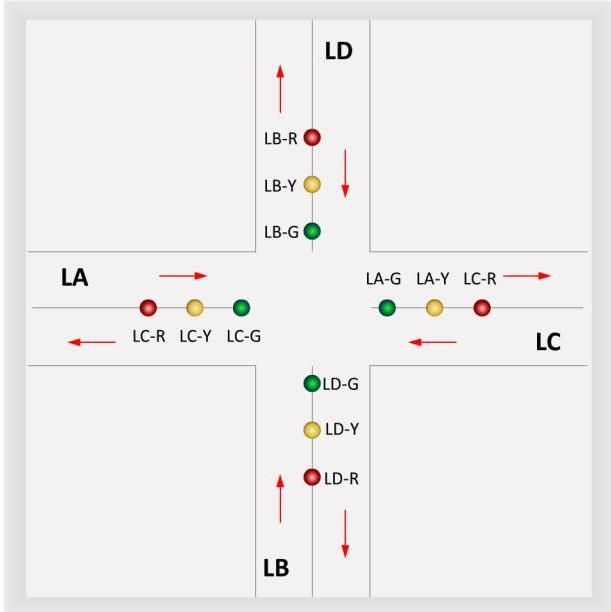 LD
LB-R
LB-Y
LB-G
LA
LA-G LA-Y LC-R
LC-R LC-Y LC-G
LC
LD-G
LD-Y
LD-R
LB